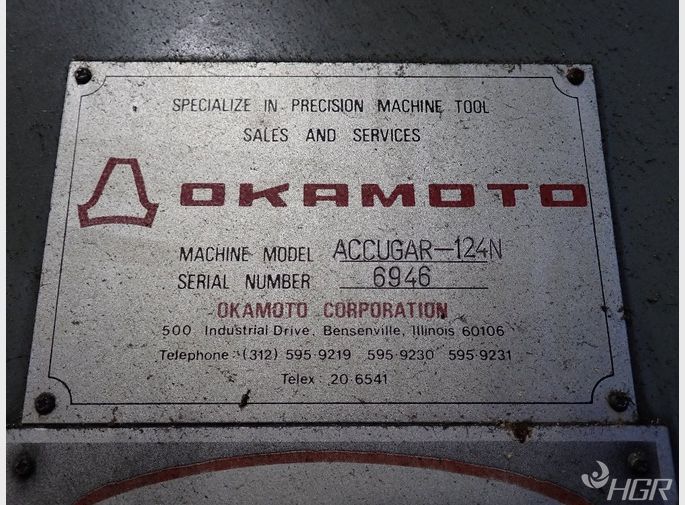 SPECIALIZE IN PRECISION MACHINE TOOL
SALES AND SERVICES
OKAMOTO
MACHINE MODEL ACCUGAR-124N
SERIAL NUMBER 6946
OKAMOTO CORPORATION
500 Industrial Drive, Bensenville, Illinois 60106
Telephone : (312) 595-9219 595-9230 595-9231
Telex : 20-6541
HGR